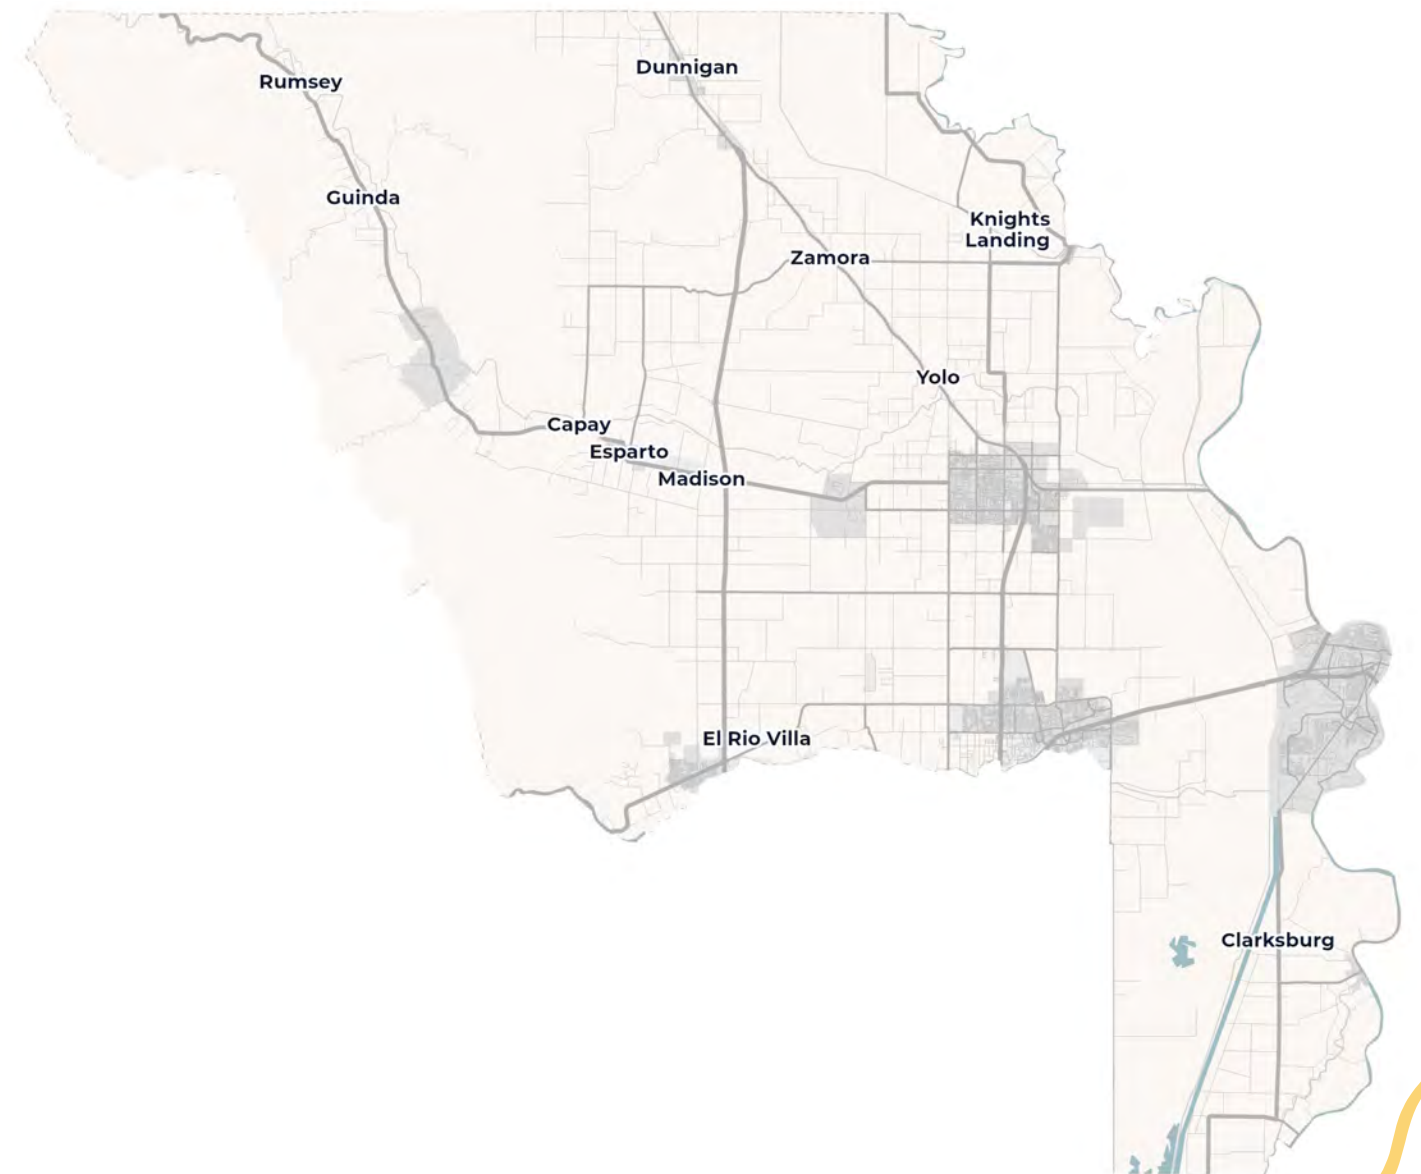 Dunnigan
Rumsey
Guinda
Knights
Landing
Zamora
Yolo
Capay
Esparto
Madison
El Rio Villa
Clarksburg